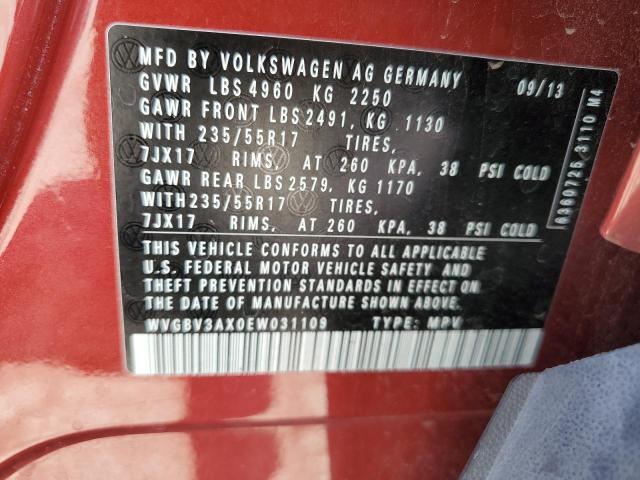 MFD BY VOLKSWAGEN AG GERMANY 09/13
GVWR LBS 4960 KG 2250
GAWR FRONT LBS 2491, KG 1130
WITH 235/55R17 TIRES,
7JX17 RIMS, AT 260 KPA, 38 PSI COLD
GAWR REAR LBS 2579, KG 1170
WITH 235/55R17 TIRES,
7JX17 RIMS, AT 260 KPA, 38 PSI COLD
THIS VEHICLE CONFORMS TO ALL APPLICABLE
U.S. FEDERAL MOTOR VEHICLE SAFETY AND
THEFT PREVENTION STANDARDS IN EFFECT ON
THE DATE OF MANUFACTURE SHOWN ABOVE.
WVGBV3AX0EW031109 TYPE: MPV
3110 M4